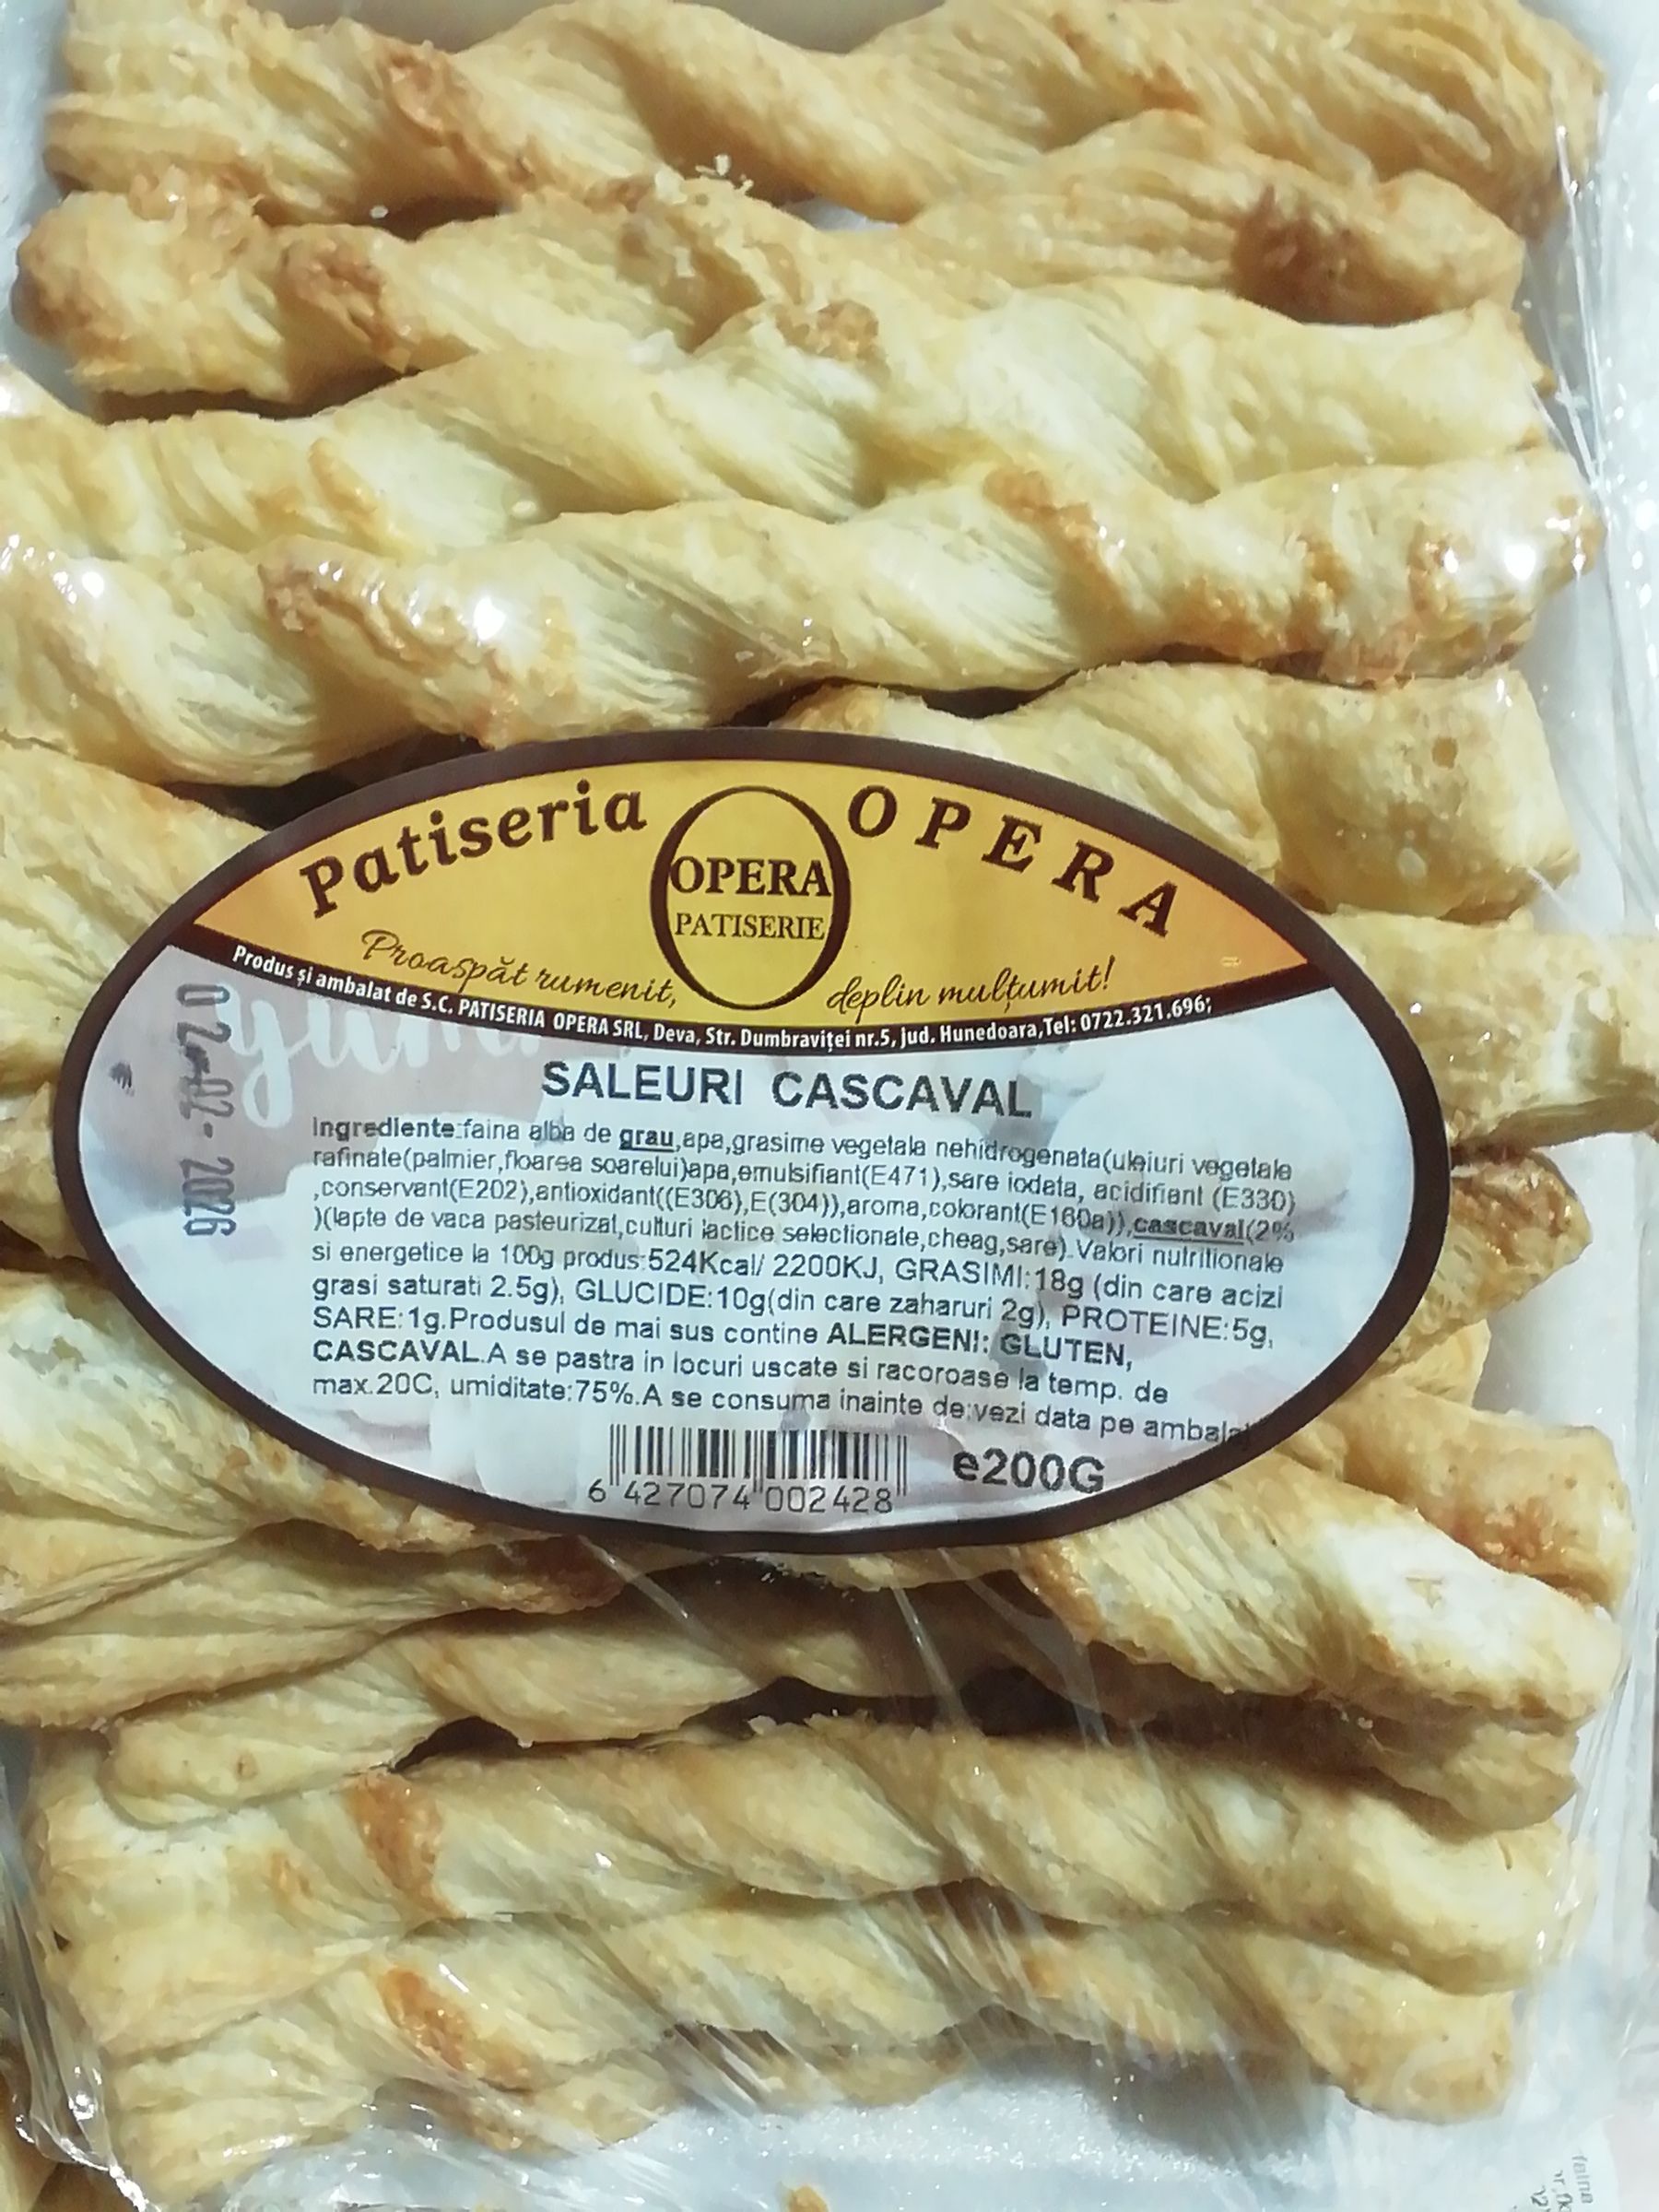 Patiseria OPERA
OPERA
PATISERIE
Proaspăt rumenit, deplin mulțumit!
Produs și ambalat de S.C. PATISERIA OPERA SRL, Deva, Str. Dumbraviței nr.5, jud. Hunedoara,Tel: 0722.321.696;
yum
02-02-2026
SALEURI CASCAVAL
Ingrediente:faina alba de grau,apa,grasime vegetala nehidrogenata(uleiuri vegetale
rafinate(palmier,floarea soarelui)apa,emulsifiant(E471),sare iodata, acidifiant (E330)
,conservant(E202),antioxidant((E306),E(304)),aroma,colorant(E160a)),cascaval(2%
)(lapte de vaca pasteurizat,culturi lactice selectionate,cheag,sare).Valori nutritionale
si energetice la 100g produs:524Kcal/ 2200KJ, GRASIMI:18g (din care acizi
grasi saturati 2.5g), GLUCIDE:10g(din care zaharuri 2g), PROTEINE:5g,
SARE:1g.Produsul de mai sus contine ALERGENI: GLUTEN,
CASCAVAL.A se pastra in locuri uscate si racoroase la temp. de
max.20C, umiditate:75%.A se consuma inainte de:vezi data pe ambalaj
6 427074 002428
e200G
faina